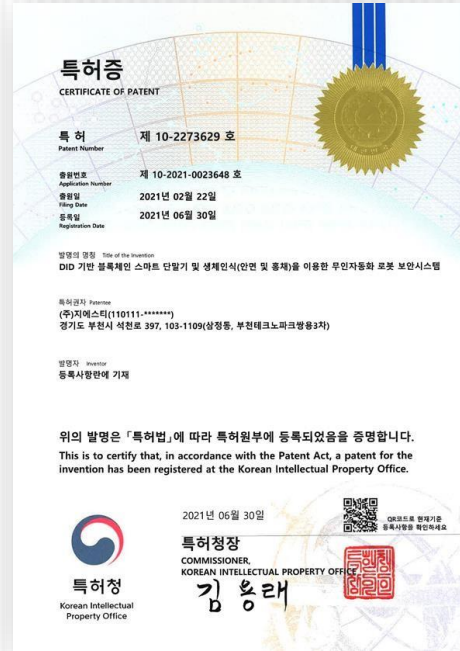 특허증
CERTIFICATE OF PATENT
특 허 제 10-2273629 호
Patent Number
출원번호 제 10-2021-0023648 호
Application Number
출원일 2021년 02월 22일
Filing Date
등록일 2021년 06월 30일
Registration Date
발명의 명칭 Title of the Invention
DID 기반 블록체인 스마트 단말기 및 생체인식(안면 및 홍채)을 이용한 무인자동화 로봇 보안시스템
특허권자 Patentee
(주)지에스티(110111-*******)
경기도 부천시 석천로 397, 103-1109(삼정동, 부천테크노파크쌍용3차)
발명자 Inventor
등록사항란에 기재
위의 발명은 「특허법」에 따라 특허원부에 등록되었음을 증명합니다.
This is to certify that, in accordance with the Patent Act, a patent for the
invention has been registered at the Korean Intellectual Property Office.
2021년 06월 30일
QR코드로 현재기준
등록사항을 확인하세요
특허청장
COMMISSIONER,
KOREAN INTELLECTUAL PROPERTY OFFICE
김용래
특허청
Korean Intellectual
Property Office